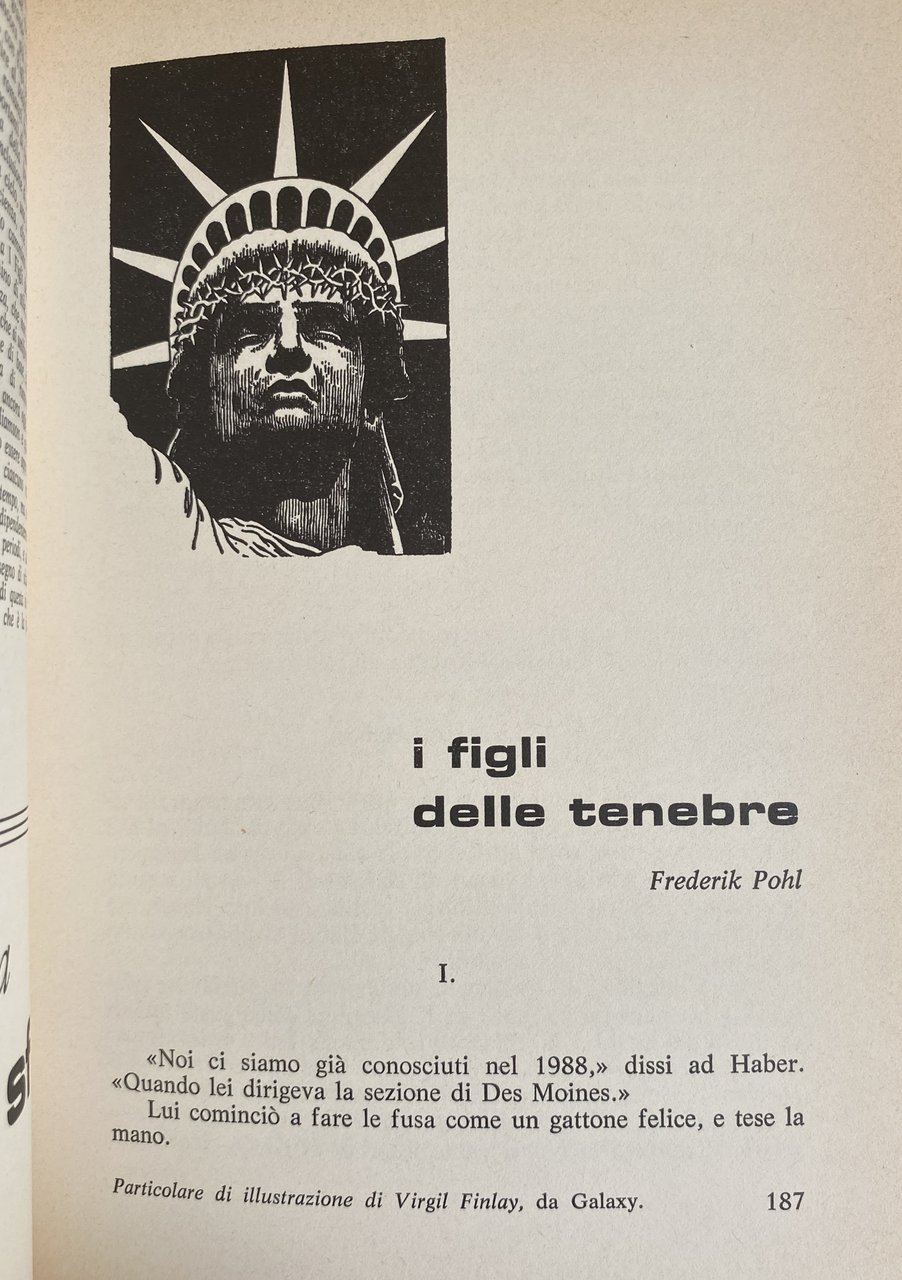 i figli
delle tenebre
Frederik Pohl
I.
«Noi ci siamo già conosciuti nel 1988,» dissi ad Haber.
«Quando lei dirigeva la sezione di Des Moines.»
Lui cominciò a fare le fusa come un gattone felice, e tese la
mano.
Particolare di illustrazione di Virgil Finlay, da Galaxy.
187